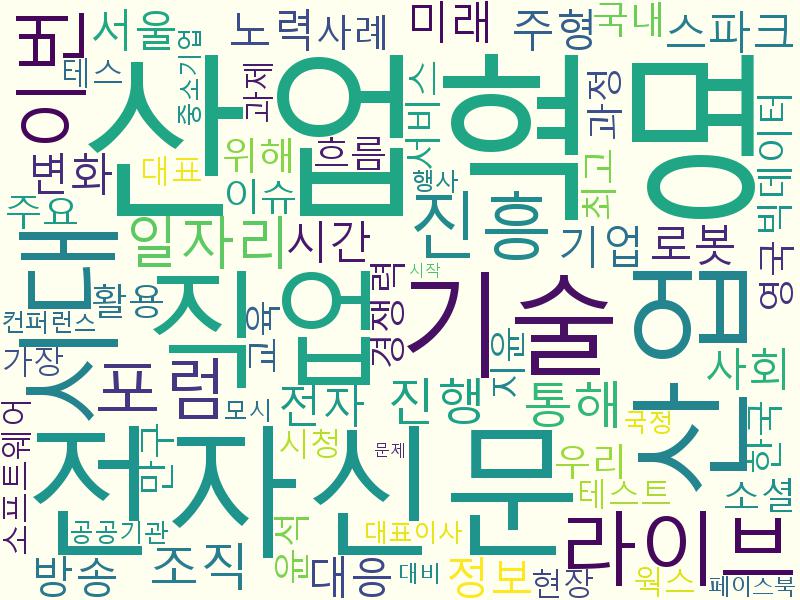 이번
서울
중소기업
노력
사례
미래
주형
국내
스파크
테스
과제
산업혁명
서비스
과정
빅데이터
변화
대표
위해
흐름
행사
최고
주요
이슈
일자리
시간
진흥
기업
로봇
영국
시대
직업
시작
경쟁력
기술
사업
활용
컨퍼런스
교육
가장
포럼
사회
전자
진행
통해
모시
국정
한국
소프트웨어
전자신문
시청
문제
우리
테스트
소셜
공공기관
대표이사
라이브
방송
조직
대응
대비
정보
현장
웍스
페이스북